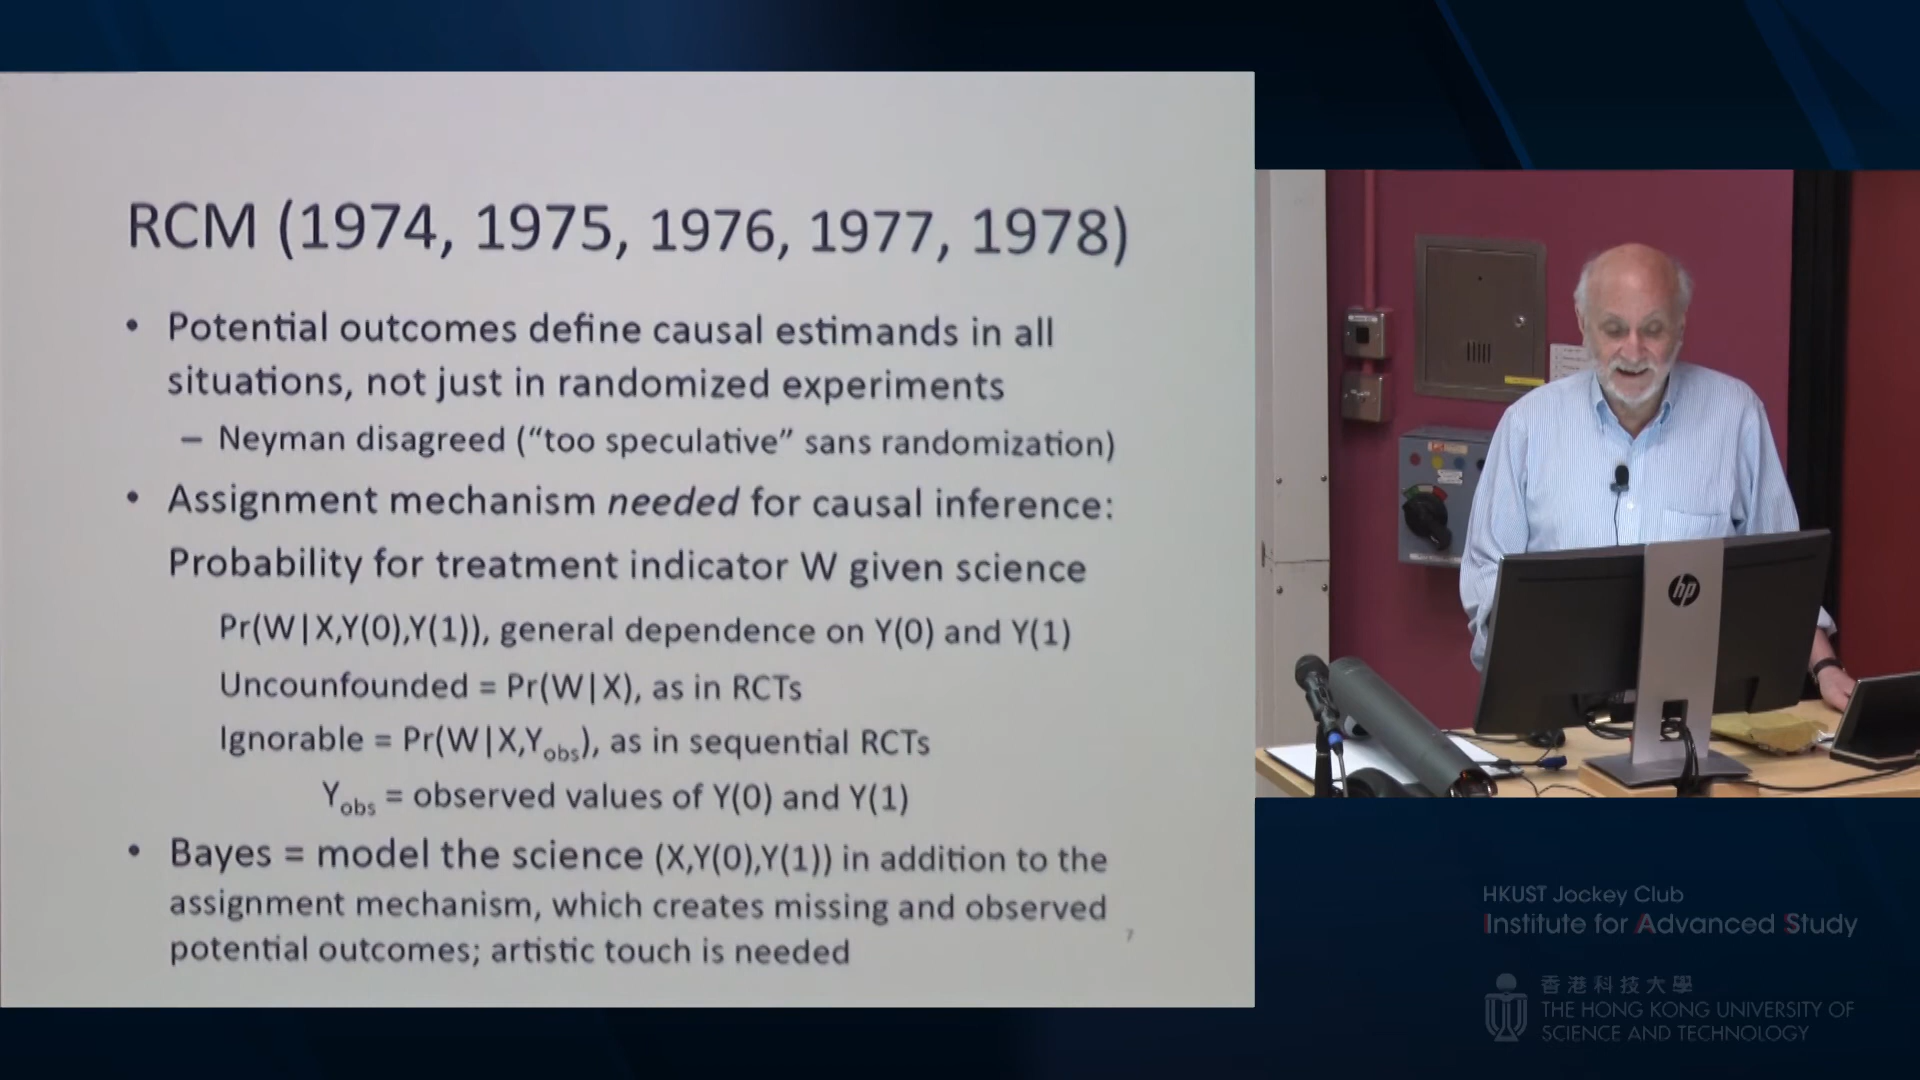 RCM (1974, 1975, 1976, 1977, 1978)
• Potential outcomes define causal estimands in all
situations, not just in randomized experiments
– Neyman disagreed (“too speculative” sans randomization)
• Assignment mechanism needed for causal inference:
Probability for treatment indicator W given science
Pr(W|X,Y(0),Y(1)), general dependence on Y(0) and Y(1)
Uncounfounded = Pr(W|X), as in RCTs
Ignorable = Pr(W|X,Yobs), as in sequential RCTs
Yobs = observed values of Y(0) and Y(1)
• Bayes = model the science (X,Y(0),Y(1)) in addition to the
assignment mechanism, which creates missing and observed
potential outcomes; artistic touch is needed
7
hp
HKUST Jockey Club
Institute for Advanced Study
香港科技大學
THE HONG KONG UNIVERSITY OF
SCIENCE AND TECHNOLOGY